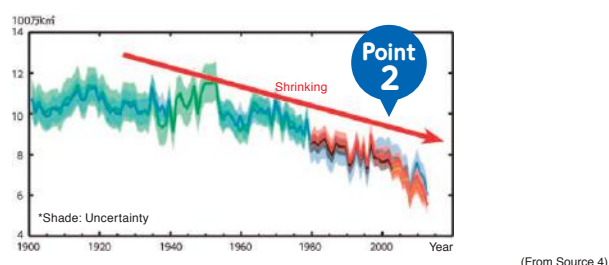 100万km²
14
12
10
8
6
4
1900
1920
1940
1960
1980
2000
Year
Shrinking
Point
2
*Shade: Uncertainty
(From Source 4)